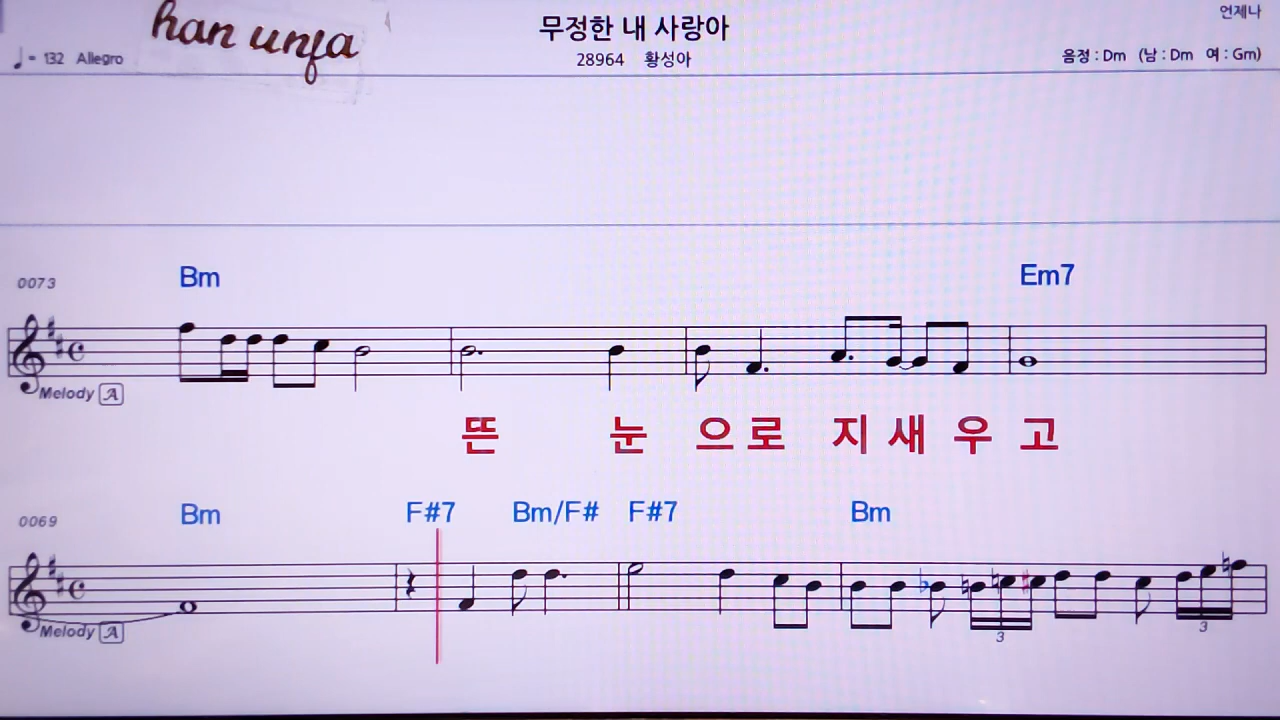 han unja
무정한 내 사랑아
언제나
♩= 132 Allegro
28964 황성아
음정 : Dm (남 : Dm 여 : Gm)
0073 Bm Em7
Melody A
뜬 눈 으 로 지 새 우 고
0069 Bm F#7 Bm/F# F#7 Bm
Melody A
3 3